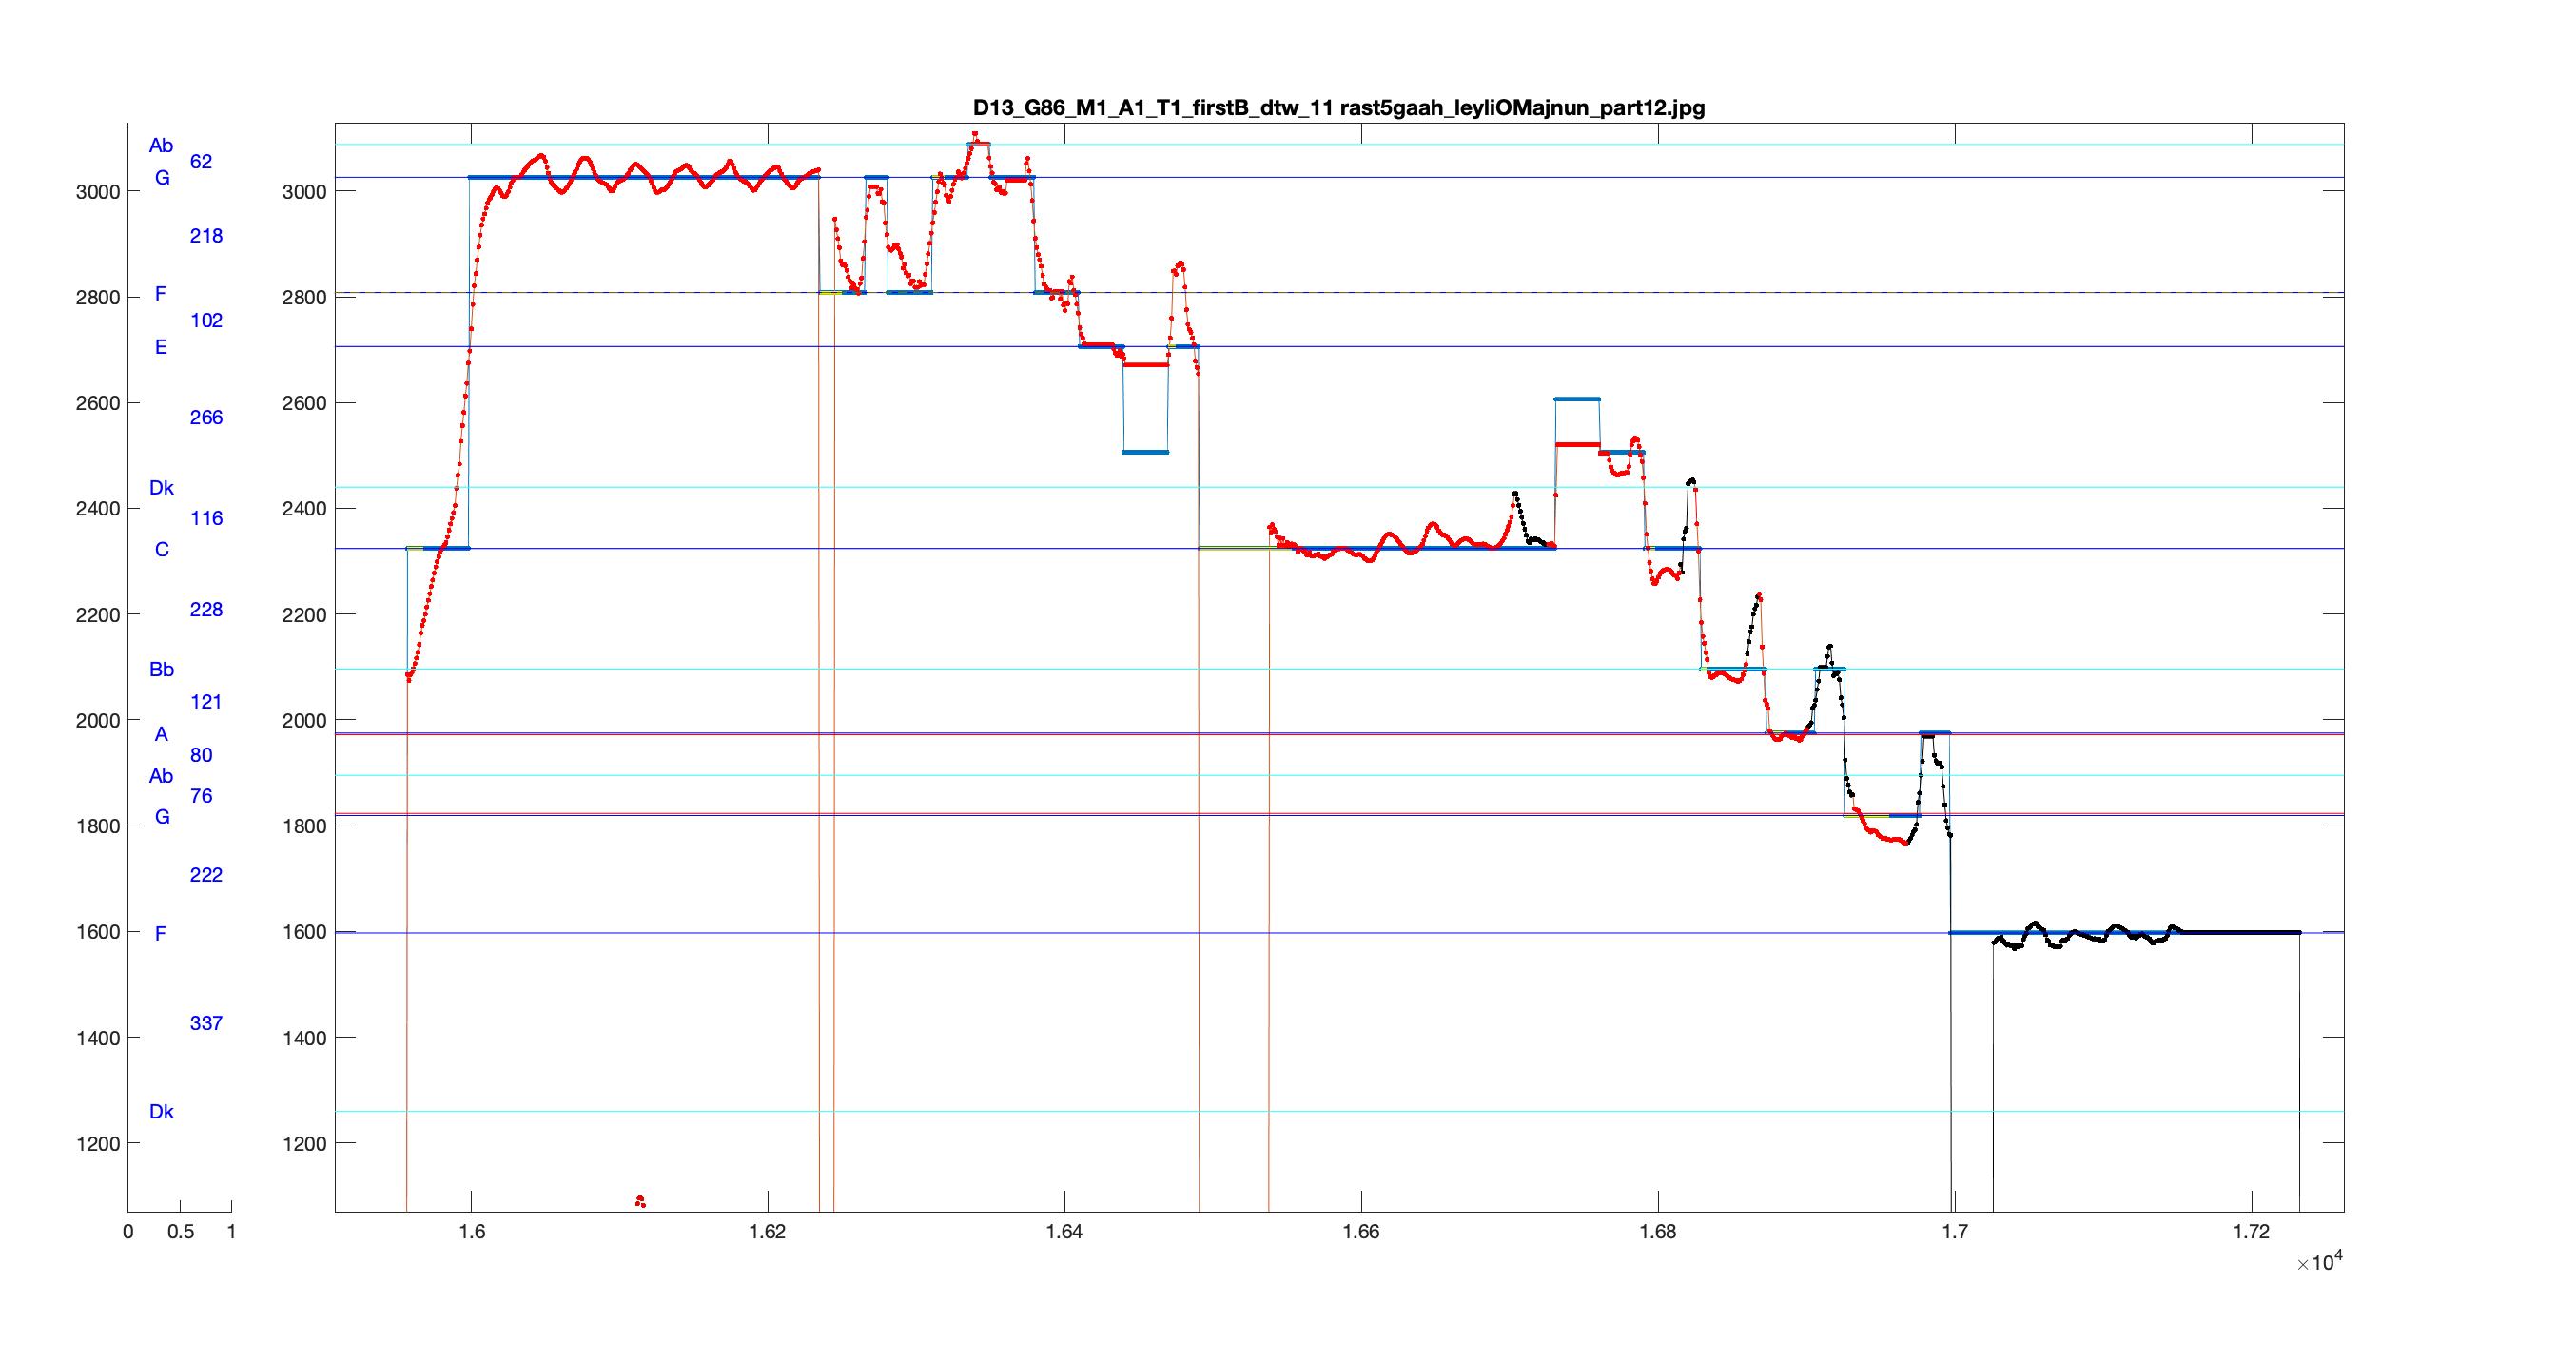 D13_G86_M1_A1_T1_firstB_dtw_11 rast5gaah_leyliOMajnun_part12.jpg
Ab
62
G
3000
3000
218
2800
F
2800
102
E
2600
2600
266
Dk
2400
116
2400
C
2200
228
2200
Bb
121
2000
2000
A
80
Ab
76
1800
G
1800
222
1600
F
1600
337
1400
1400
Dk
1200
1200
0 0.5 1
1.6 1.62 1.64 1.66 1.68 1.7 1.72
×10^4